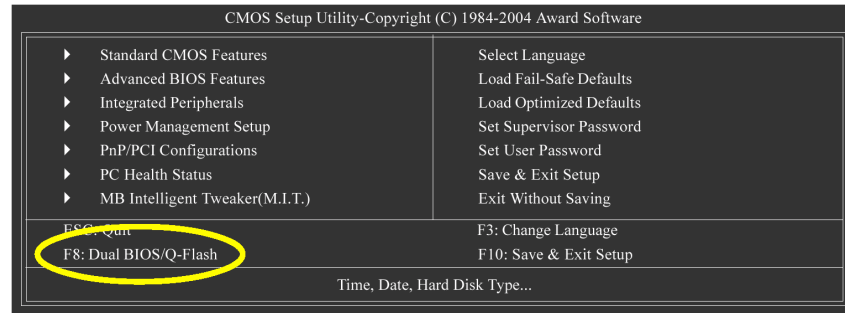 CMOS Setup Utility-Copyright (C) 1984-2004 Award Software
Standard CMOS Features
Advanced BIOS Features
Integrated Peripherals
Power Management Setup
PnP/PCI Configurations
PC Health Status
MB Intelligent Tweaker(M.I.T.)
Select Language
Load Fail-Safe Defaults
Load Optimized Defaults
Set Supervisor Password
Set User Password
Save & Exit Setup
Exit Without Saving
ESC: Quit
F3: Change Language
F8: Dual BIOS/Q-Flash
F10: Save & Exit Setup
Time, Date, Hard Disk Type...